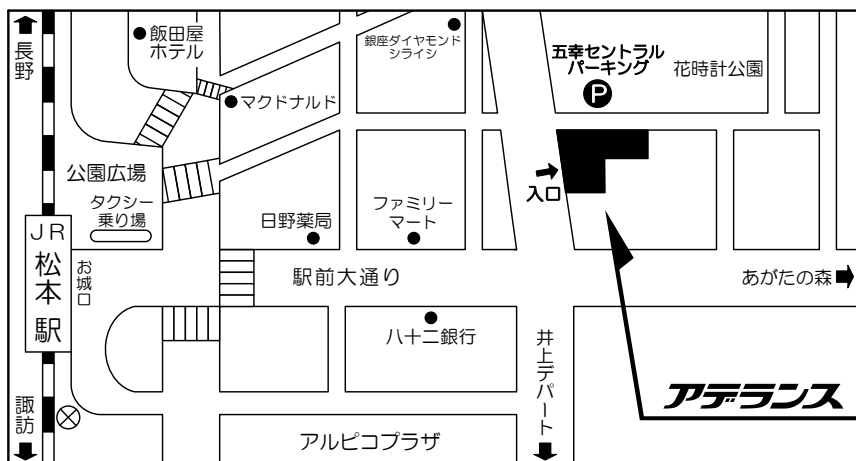 長野
飯田屋
ホテル
銀座ダイヤモンド
シライシ
五幸セントラル
パーキング
P
花時計公園
マクドナルド
公園広場
タクシー
乗り場
入口
日野薬局
ファミリー
マート
JR
松本駅
お城口
駅前大通り
あがたの森
八十二銀行
井上デパート
アデランス
諏訪
アルピコプラザ